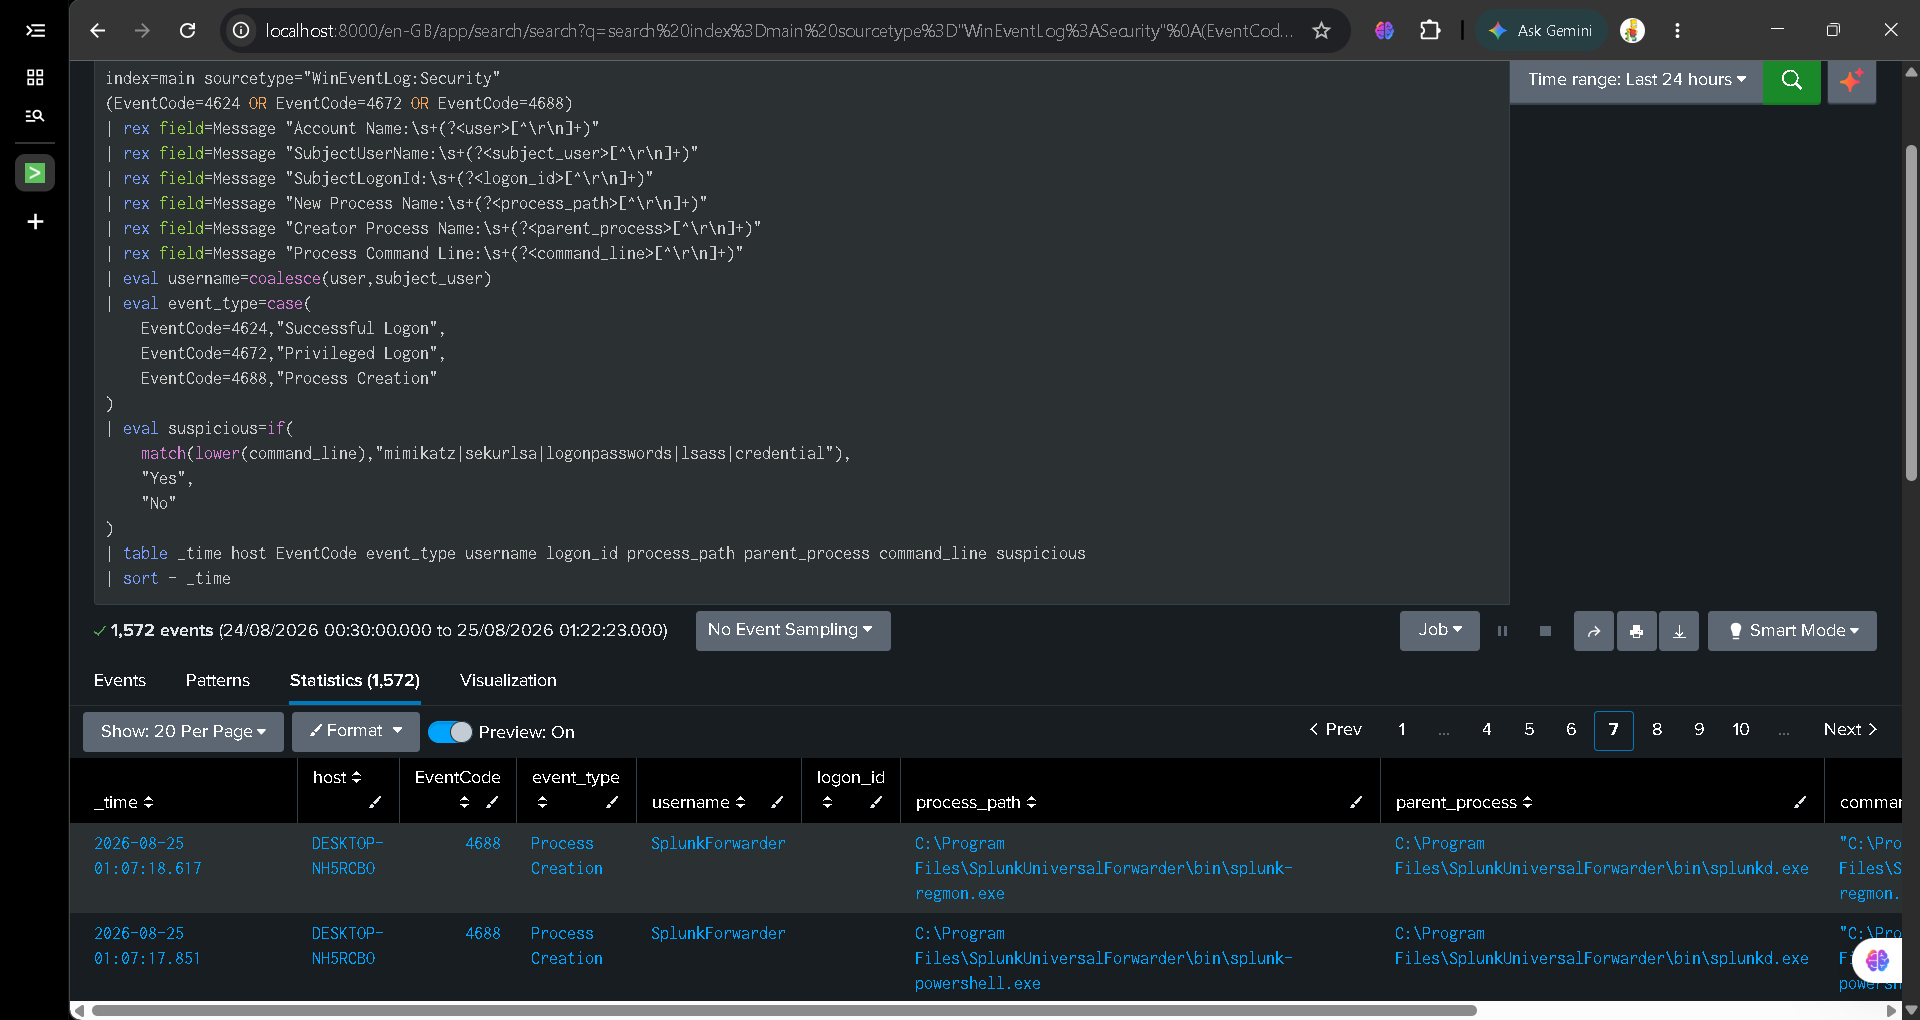 localhost:8000/en-GB/app/search/search?q=search%20index%3Dmain%20sourcetype%3D"WinEventLog%3ASecurity"%0A(EventCod...
Ask Gemini
index=main sourcetype="WinEventLog:Security"
(EventCode=4624 OR EventCode=4672 OR EventCode=4688)
| rex field=Message "Account Name:\s+(?<user>[^\r\n]+)"
| rex field=Message "SubjectUserName:\s+(?<subject_user>[^\r\n]+)"
| rex field=Message "SubjectLogonId:\s+(?<logon_id>[^\r\n]+)"
| rex field=Message "New Process Name:\s+(?<process_path>[^\r\n]+)"
| rex field=Message "Creator Process Name:\s+(?<parent_process>[^\r\n]+)"
| rex field=Message "Process Command Line:\s+(?<command_line>[^\r\n]+)"
| eval username=coalesce(user,subject_user)
| eval event_type=case(
EventCode=4624,"Successful Logon",
EventCode=4672,"Privileged Logon",
EventCode=4688,"Process Creation"
)
| eval suspicious=if(
match(lower(command_line),"mimikatz|sekurlsa|logonpasswords|lsass|credential"),
"Yes",
"No"
)
| table _time host EventCode event_type username logon_id process_path parent_process command_line suspicious
| sort - _time
Time range: Last 24 hours
1,572 events (24/08/2026 00:30:00.000 to 25/08/2026 01:22:23.000)
No Event Sampling
Job
Smart Mode
Events Patterns Statistics (1,572) Visualization
Show: 20 Per Page Format Preview: On
< Prev 1 ... 4 5 6 7 8 9 10 ... Next >
_time host EventCode event_type username logon_id process_path parent_process comma
2026-08-25 01:07:18.617
DESKTOP-NH5RCBO
4688
Process Creation
SplunkForwarder
C:\Program
Files\SplunkUniversalForwarder\bin\splunk-
regmon.exe
C:\Program
Files\SplunkUniversalForwarder\bin\splunkd.exe
"C:\Pro
Files\S
regmon.
2026-08-25 01:07:17.851
DESKTOP-NH5RCBO
4688
Process Creation
SplunkForwarder
C:\Program
Files\SplunkUniversalForwarder\bin\splunk-
powershell.exe
C:\Program
Files\SplunkUniversalForwarder\bin\splunkd.exe
"C:\Pro